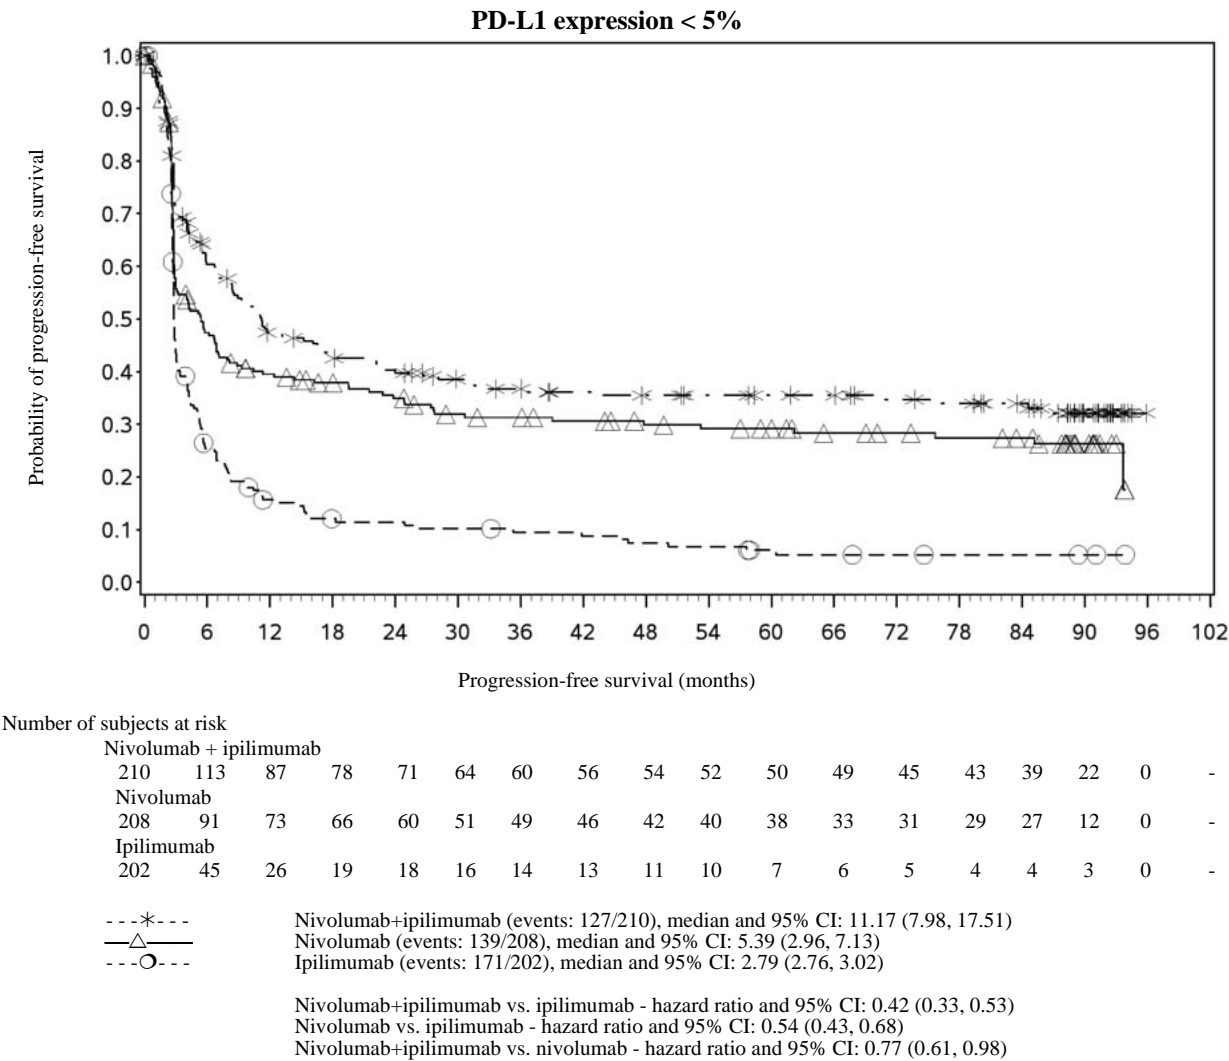 PD-L1 expression < 5%
Probability of progression-free survival
1.0
0.9
0.8
0.7
0.6
0.5
0.4
0.3
0.2
0.1
0.0
0 6 12 18 24 30 36 42 48 54 60 66 72 78 84 90 96 102
Progression-free survival (months)
Number of subjects at risk
Nivolumab + ipilimumab
210 113 87 78 71 64 60 56 54 52 50 49 45 43 39 22 0 -
Nivolumab
208 91 73 66 60 51 49 46 42 40 38 33 31 29 27 12 0 -
Ipilimumab
202 45 26 19 18 16 14 13 11 10 7 6 5 4 4 3 0 -
Nivolumab+ipilimumab (events: 127/210), median and 95% CI: 11.17 (7.98, 17.51)
Nivolumab (events: 139/208), median and 95% CI: 5.39 (2.96, 7.13)
Ipilimumab (events: 171/202), median and 95% CI: 2.79 (2.76, 3.02)
Nivolumab+ipilimumab vs. ipilimumab - hazard ratio and 95% CI: 0.42 (0.33, 0.53)
Nivolumab vs. ipilimumab - hazard ratio and 95% CI: 0.54 (0.43, 0.68)
Nivolumab+ipilimumab vs. nivolumab - hazard ratio and 95% CI: 0.77 (0.61, 0.98)